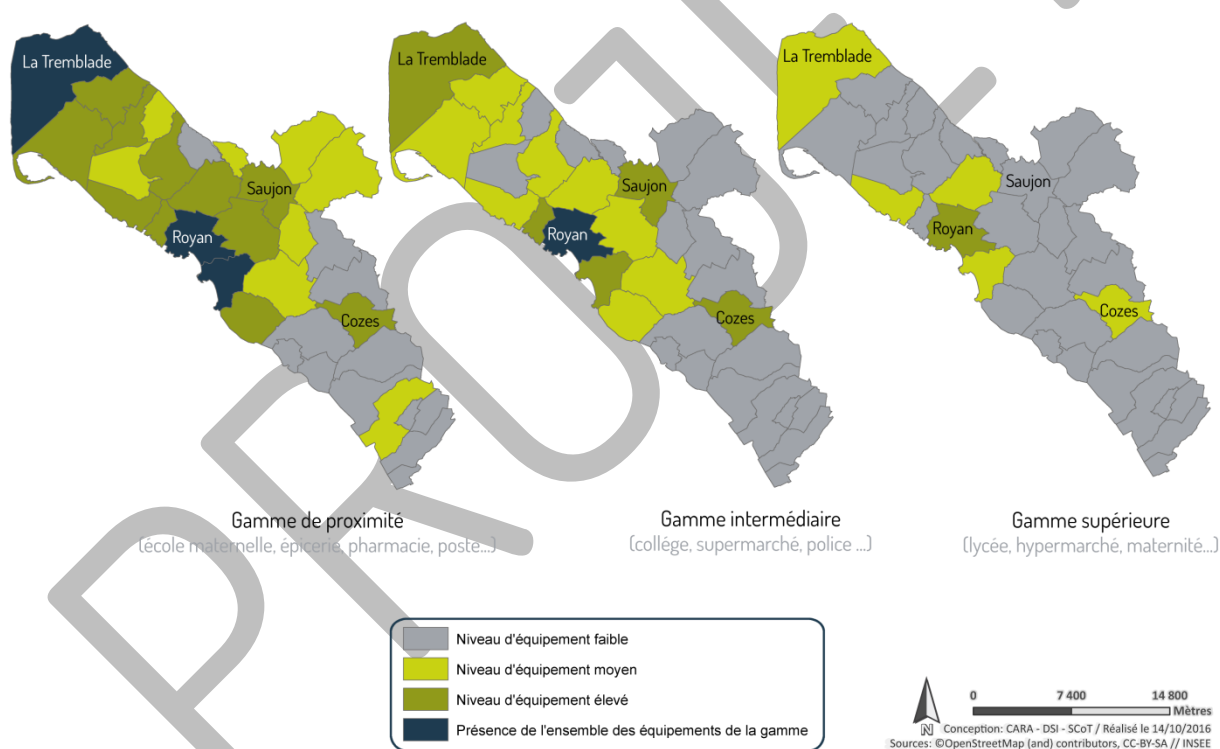 La Tremblade
Saujon
Royan
Cozes
La Tremblade
Saujon
Royan
Cozes
La Tremblade
Saujon
Royan
Cozes
Gamme de proximité
(école maternelle, épicerie, pharmacie, poste...)
Gamme intermédiaire
(collége, supermarché, police ...)
Gamme supérieure
(lycée, hypermarché, maternité...)
Niveau d'équipement faible
Niveau d'équipement moyen
Niveau d'équipement élevé
Présence de l'ensemble des équipements de la gamme
0 7 400 14 800
Mètres
N
Conception: CARA - DSI - SCoT / Réalisé le 14/10/2016
Sources: ©OpenStreetMap (and) contributors, CC-BY-SA // INSEE